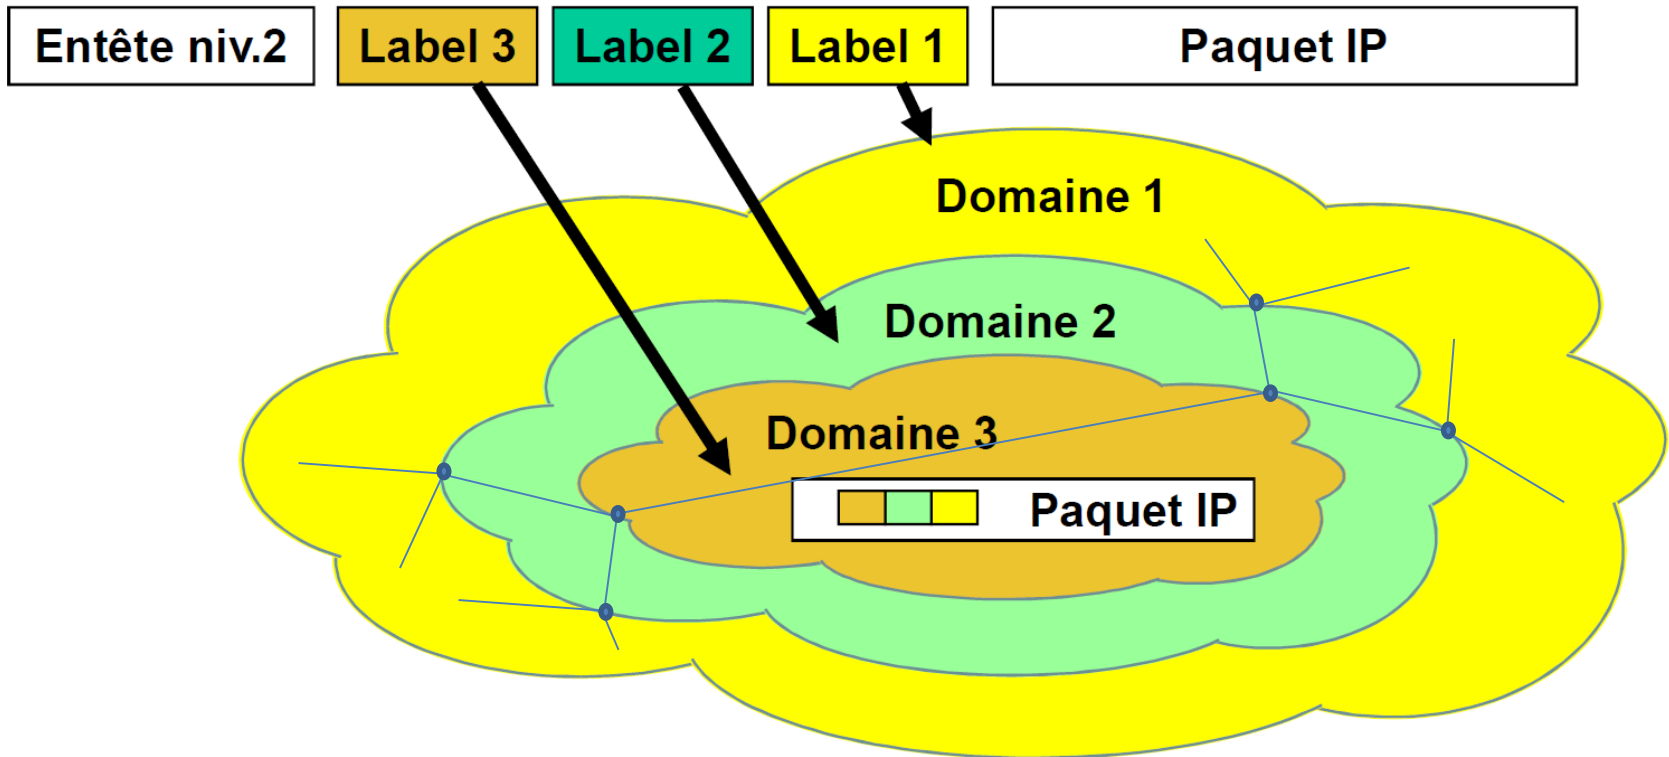 Entête niv.2 Label 3 Label 2 Label 1 Paquet IP
Domaine 1
Domaine 2
Domaine 3
Paquet IP